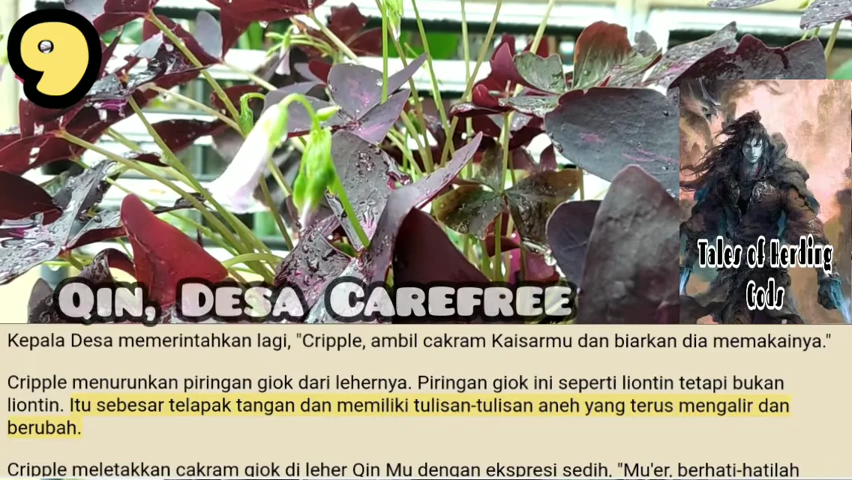 9
Tales of Herding
Gods
Qin, Desa Carefree
Kepala Desa memerintahkan lagi, "Cripple, ambil cakram Kaisarmu dan biarkan dia memakainya."
Cripple menurunkan piringan giok dari lehernya. Piringan giok ini seperti liontin tetapi bukan
liontin. Itu sebesar telapak tangan dan memiliki tulisan-tulisan aneh yang terus mengalir dan
berubah.
Cripple meletakkan cakram giok di leher Qin Mu dengan ekspresi sedih, "Mu'er, berhati-hatilah